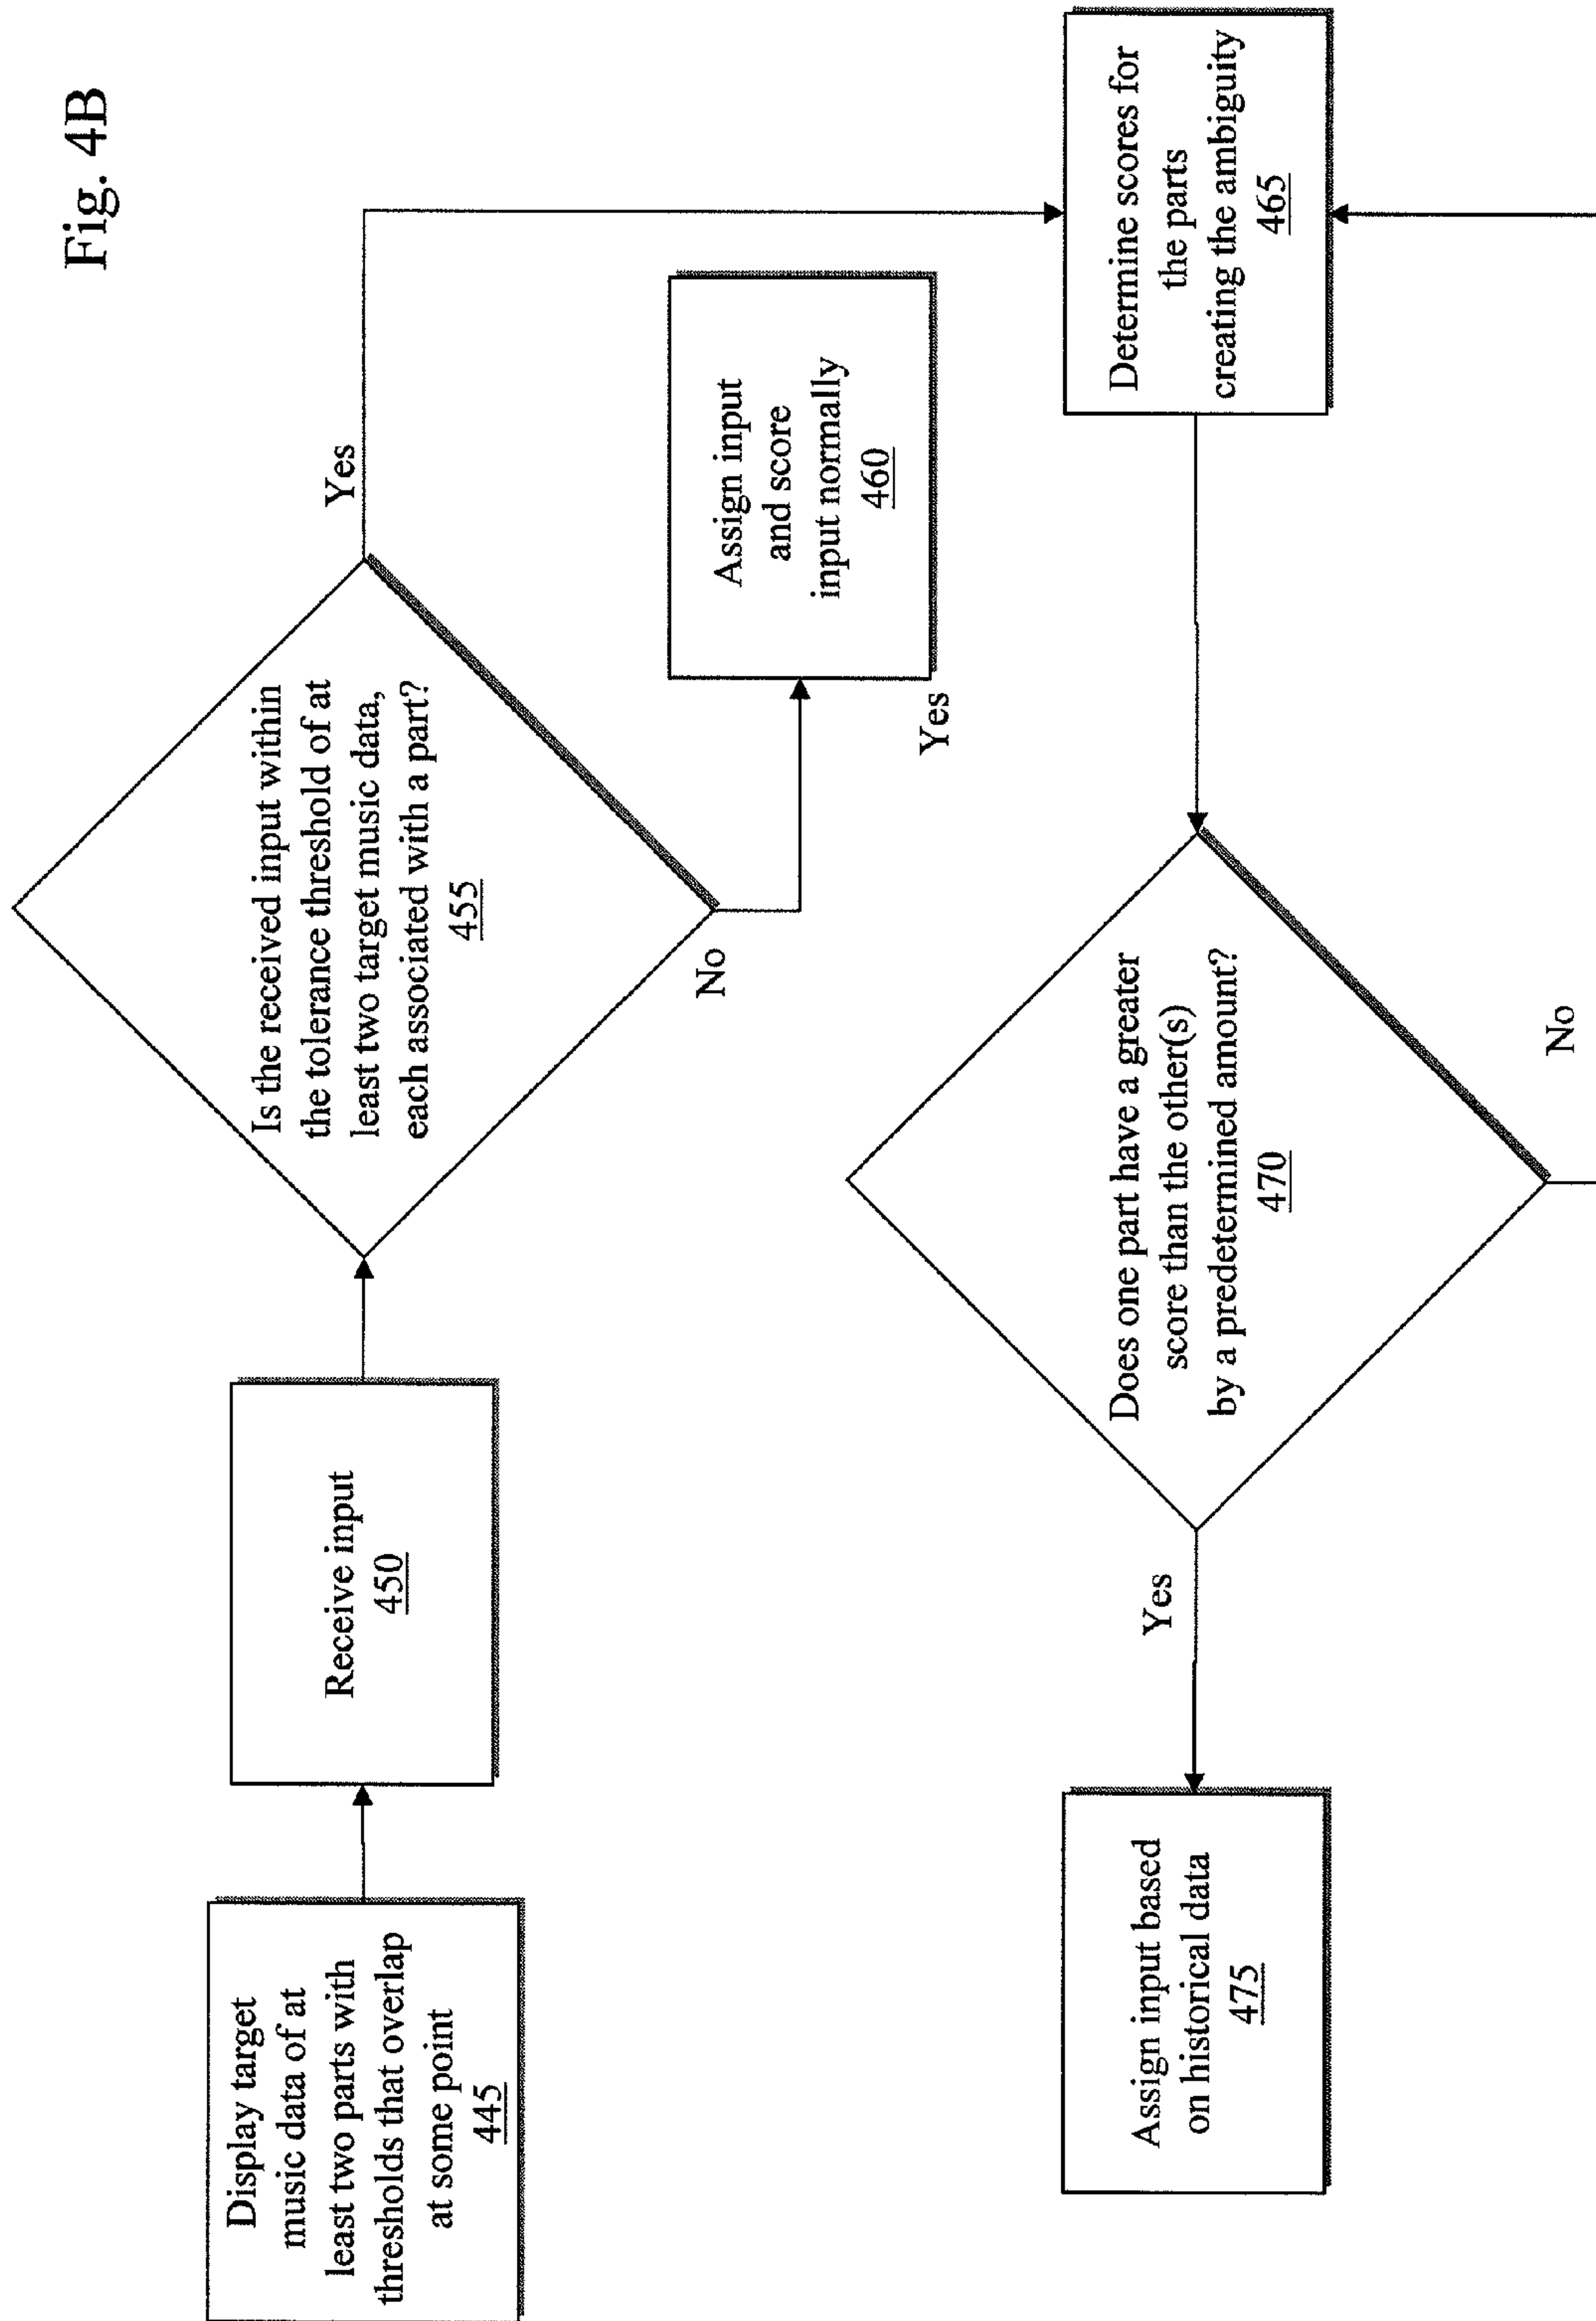 Fig. 4B
Display target
music data of at
least two parts with
thresholds that overlap
at some point
445
Receive input
450
Is the received input within
the tolerance threshold of at
least two target music data,
each associated with a part?
455
Yes
No
Assign input
and score
input normally
460
Yes
Determine scores for
the parts
creating the ambiguity
465
Does one part have a greater
score than the other(s)
by a predetermined amount?
470
No
Yes
Assign input based
on historical data
475